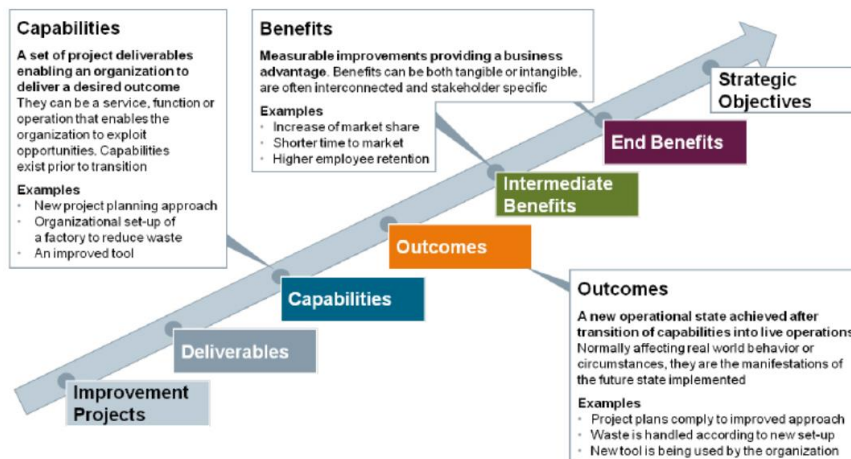 Capabilities
A set of project deliverables
enabling an organization to
deliver a desired outcome
They can be a service, function or
operation that enables the
organization to exploit
opportunities. Capabilities
exist prior to transition
Examples
· New project planning approach
· Organizational set-up of
a factory to reduce waste
· An improved tool
Benefits
Measurable improvements providing a business
advantage. Benefits can be both tangible or intangible,
are often interconnected and stakeholder specific
Examples
· Increase of market share
· Shorter time to market
· Higher employee retention
Strategic
Objectives
End Benefits
Intermediate
Benefits
Outcomes
Capabilities
Deliverables
Improvement
Projects
Outcomes
A new operational state achieved after
transition of capabilities into live operations
Normally affecting real world behavior or
circumstances, they are the manifestations of
the future state implemented
Examples
· Project plans comply to improved approach
· Waste is handled according to new set-up
· New tool is being used by the organization